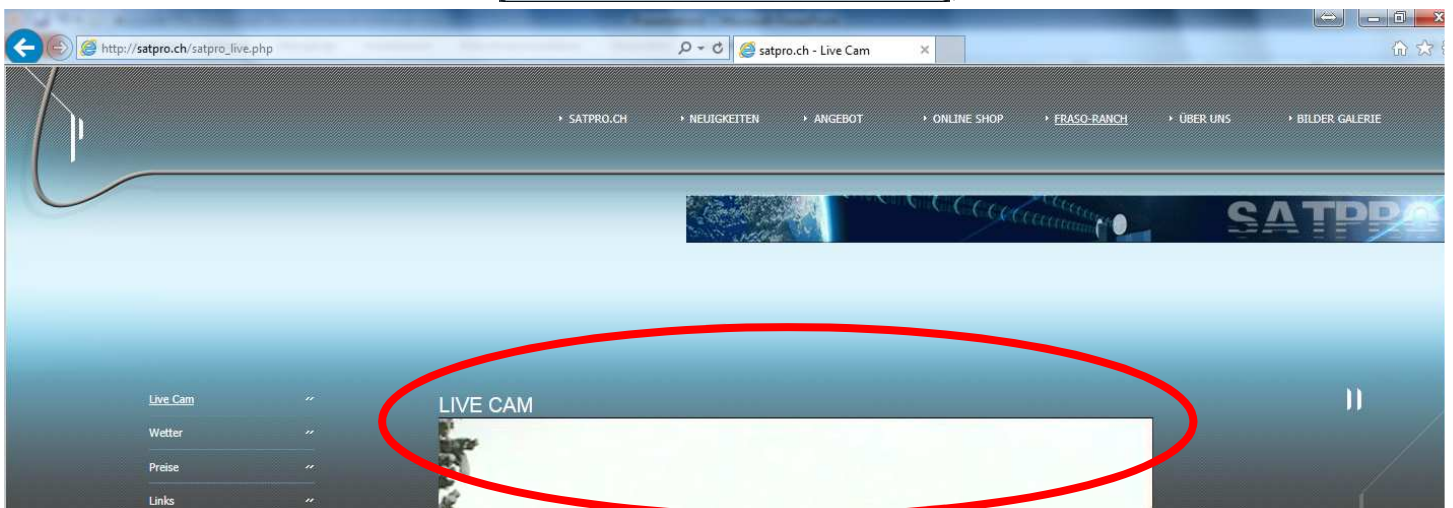 http://satpro.ch/satpro_live.php
satpro.ch - Live Cam
SATPRO.CH NEUIGKEITEN ANGEBOT ONLINE SHOP FRASO-RANCH ÜBER UNS BILDER GALERIE
SATPRO
Live Cam
LIVE CAM
Wetter
Preise
Links